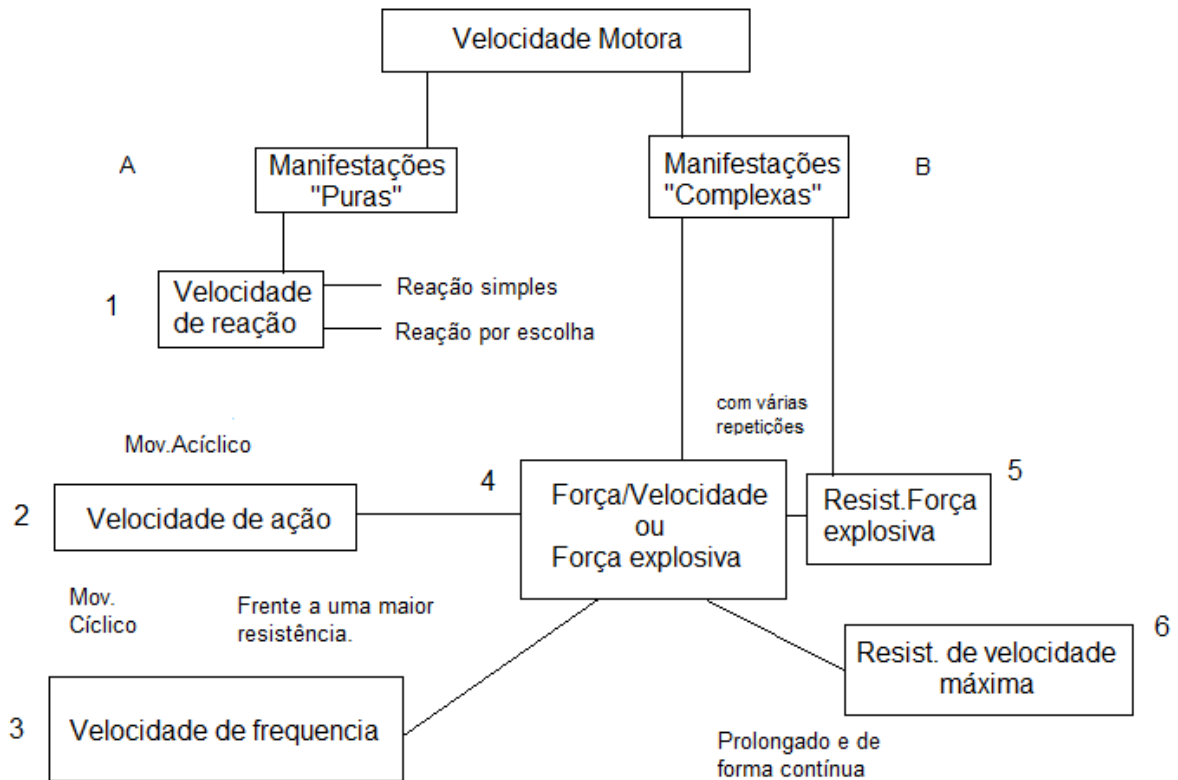 Velocidade Motora
A
Manifestações
"Puras"
Manifestações
"Complexas"
B
1
Velocidade
de reação
Reação simples
Reação por escolha
com várias
repetições
Mov.Acíclico
2
Velocidade de ação
4
Força/Velocidade
ou
Força explosiva
Resist.Força
explosiva
5
Mov.
Cíclico
Frente a uma maior
resistência.
Resist. de velocidade
máxima
6
3
Velocidade de frequencia
Prolongado e de
forma contínua